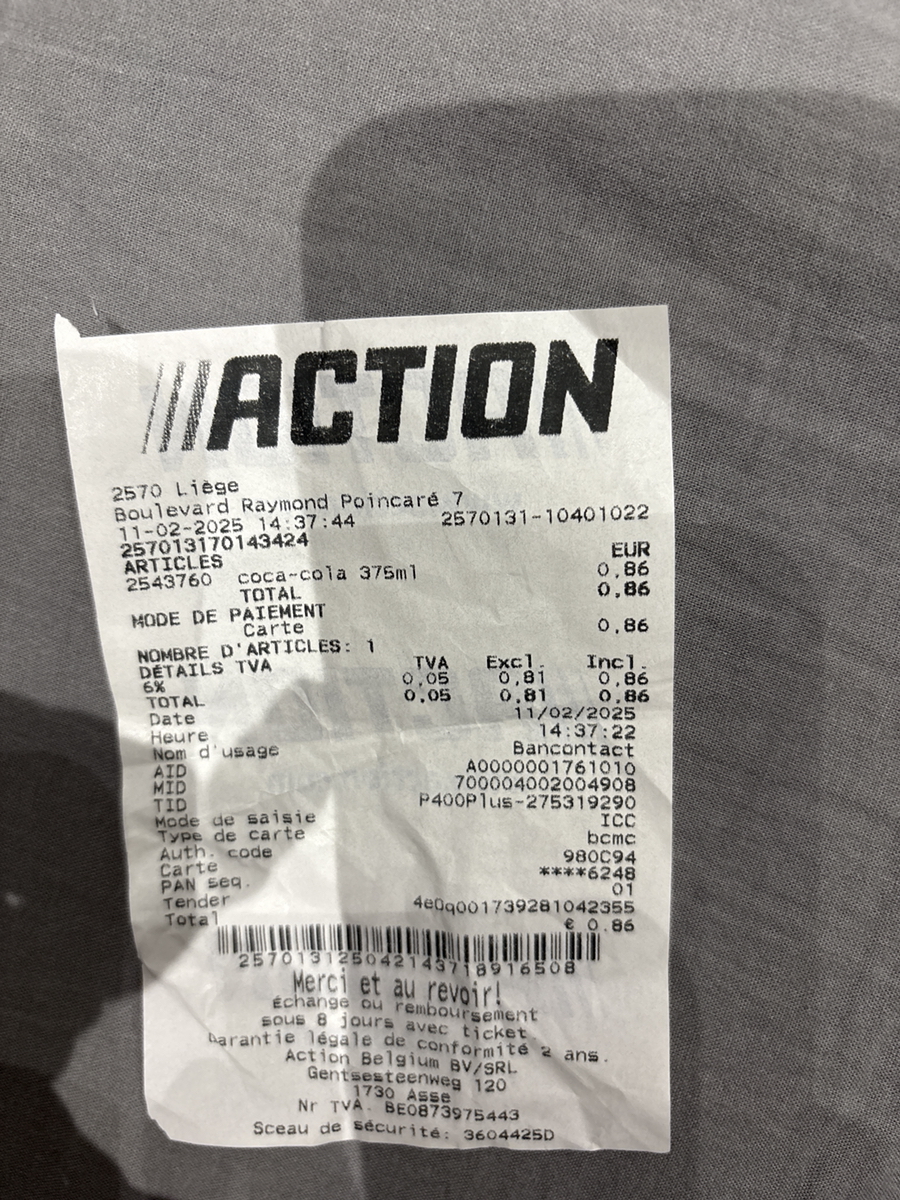 ///ACTION
2570 Liège
Boulevard Raymond Poincaré 7
11-02-2025 14:37:44 2570131-10401022
257013170143424
ARTICLES EUR
2543760 coca-cola 375ml 0,86
TOTAL 0,86
MODE DE PAIEMENT
Carte 0,86
NOMBRE D'ARTICLES: 1
DÉTAILS TVA TVA Excl. Incl.
6% 0,05 0,81 0,86
TOTAL 0,05 0,81 0,86
Date 11/02/2025
Heure 14:37:22
Nom d'usage Bancontact
AID A0000001761010
MID 700004002004908
TID P400Plus-275319290
Mode de saisie ICC
Type de carte bcmc
Auth. code 980C94
Carte ****6248
PAN seq. 01
Tender 4e0q001739281042355
Total € 0.86
257013125042143718916508
Merci et au revoir!
échange ou remboursement
sous 8 jours avec ticket.
Garantie légale de conformité 2 ans.
Action Belgium BV/SRL
Gentsesteenweg 120
1730 Asse
Nr TVA. BE0873975443
Sceau de sécurité: 3604425D